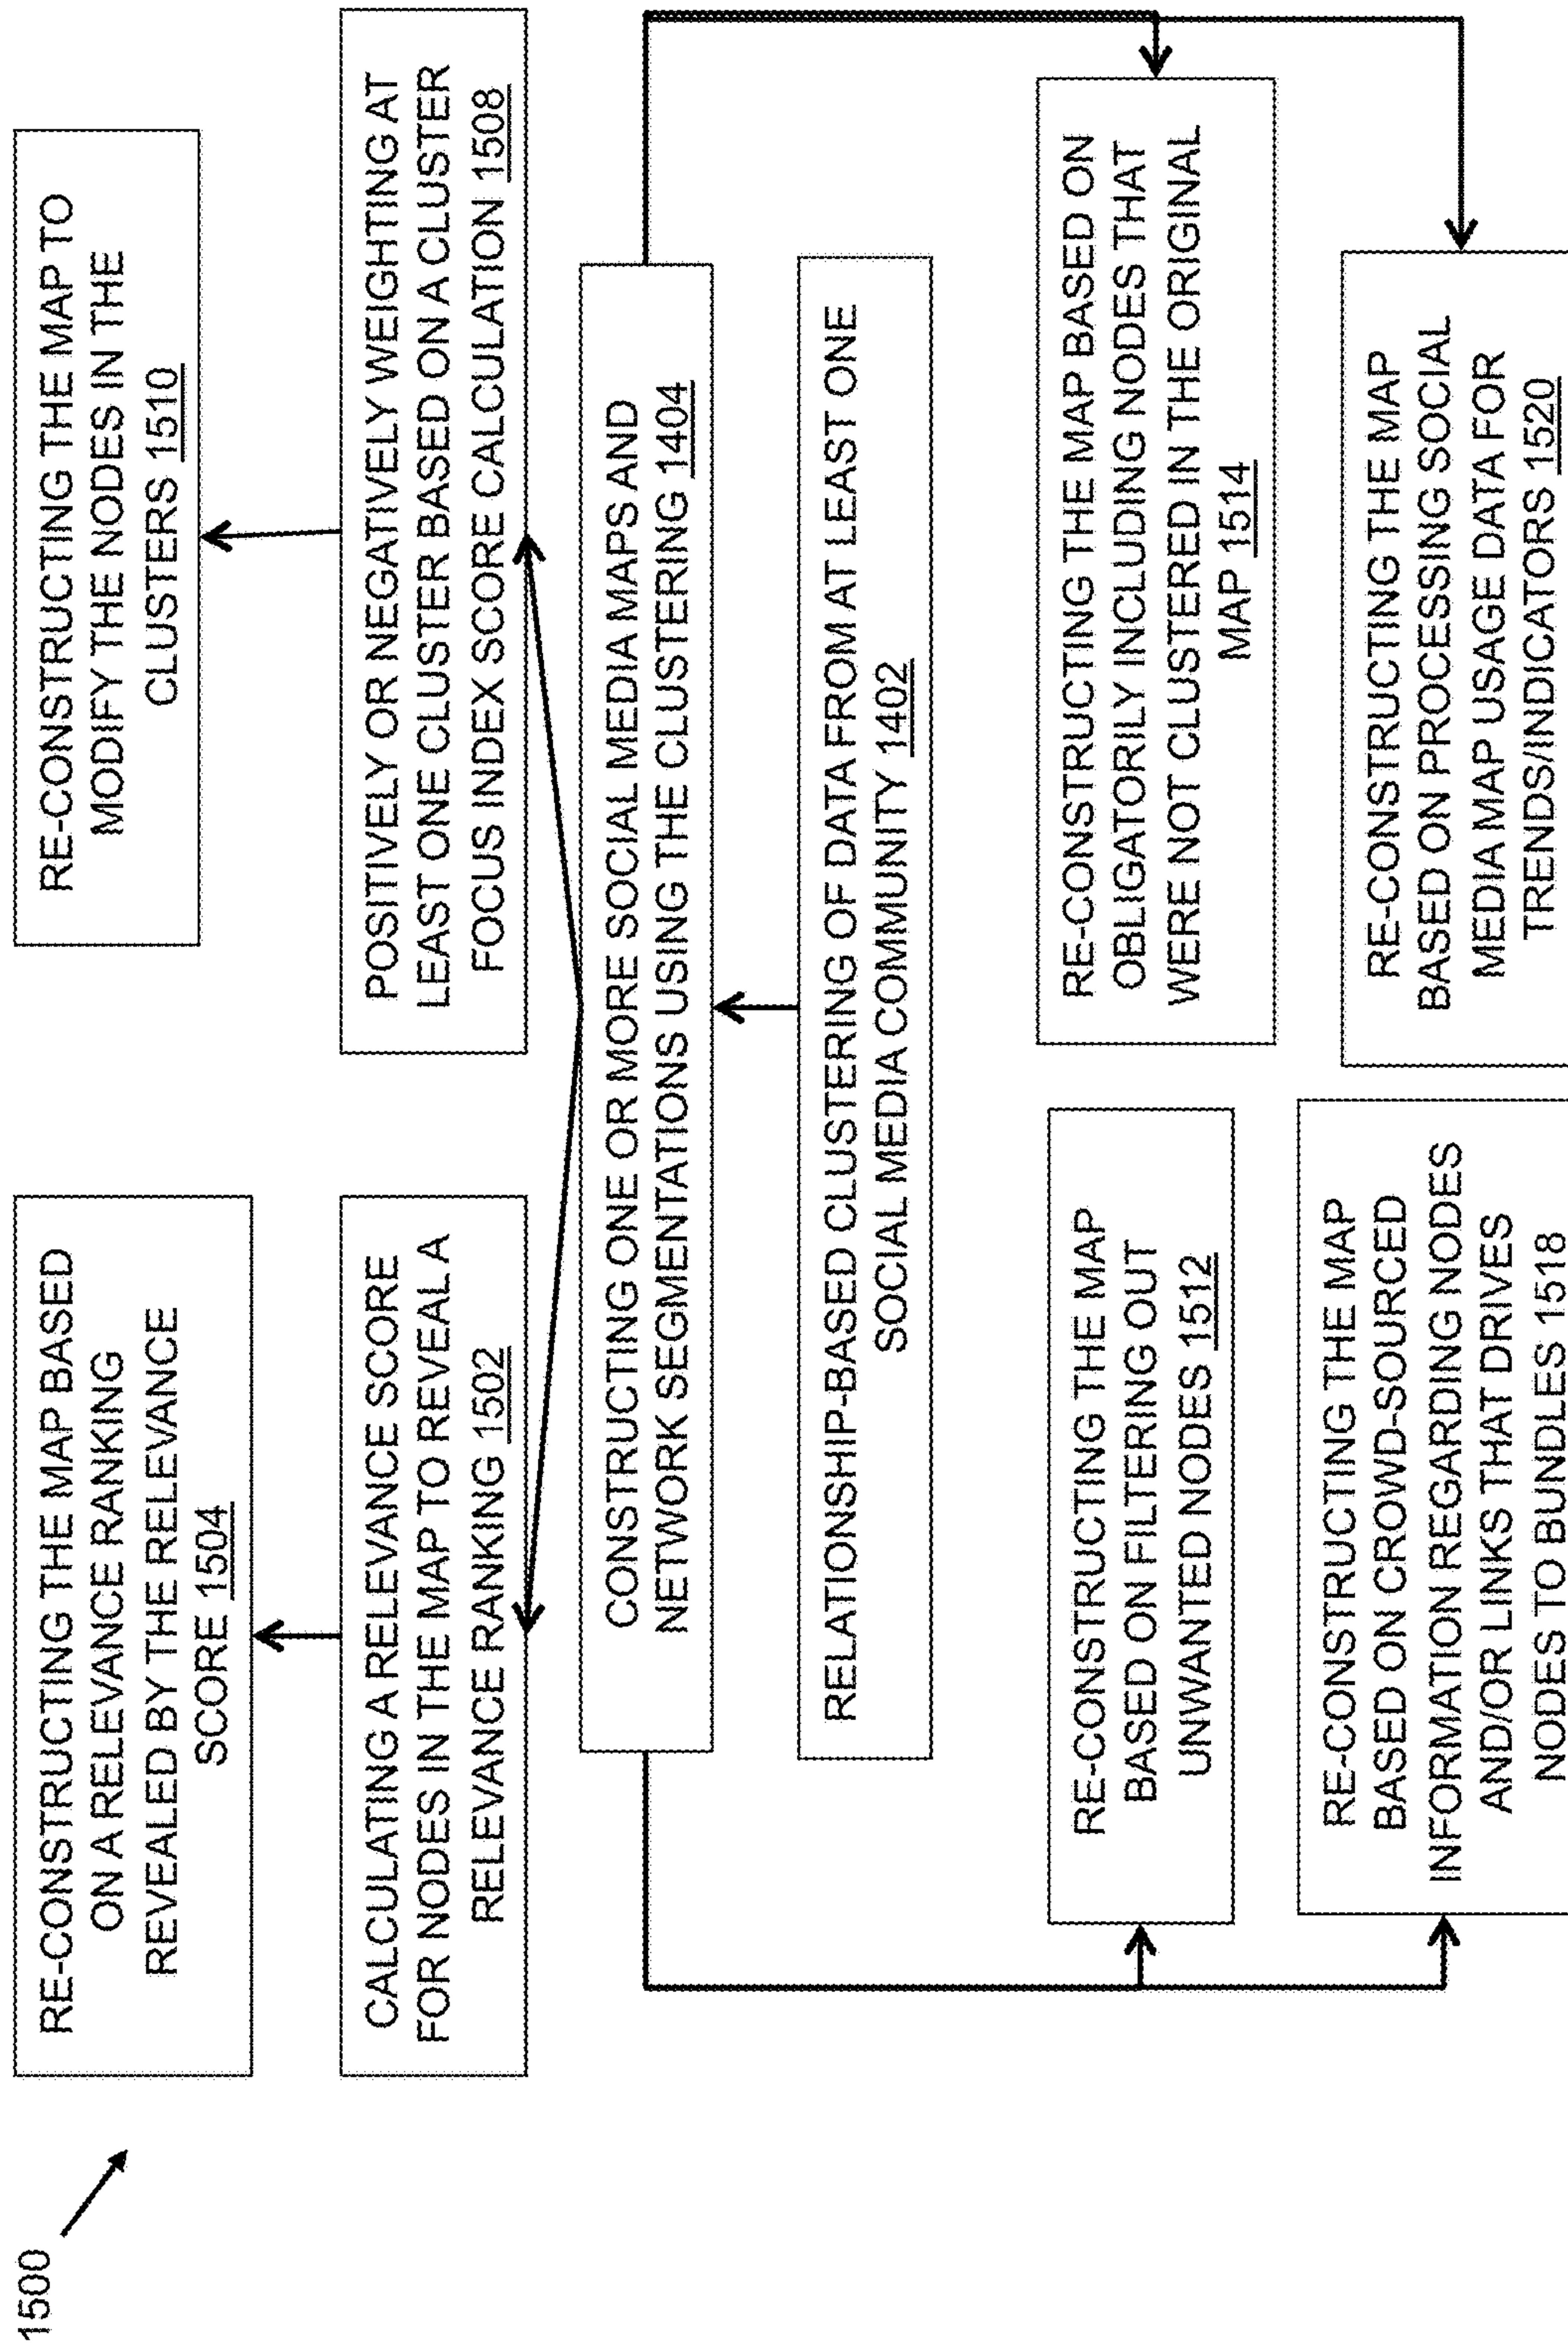 1500
RE-CONSTRUCTING THE MAP BASED
ON A RELEVANCE RANKING
REVEALED BY THE RELEVANCE
SCORE 1504
RE-CONSTRUCTING THE MAP TO
MODIFY THE NODES IN THE
CLUSTERS 1510
CALCULATING A RELEVANCE SCORE
FOR NODES IN THE MAP TO REVEAL A
RELEVANCE RANKING 1502
POSITIVELY OR NEGATIVELY WEIGHTING AT
LEAST ONE CLUSTER BASED ON A CLUSTER
FOCUS INDEX SCORE CALCULATION 1508
CONSTRUCTING ONE OR MORE SOCIAL MEDIA MAPS AND
NETWORK SEGMENTATIONS USING THE CLUSTERING 1404
RELATIONSHIP-BASED CLUSTERING OF DATA FROM AT LEAST ONE
SOCIAL MEDIA COMMUNITY 1402
RE-CONSTRUCTING THE MAP
BASED ON FILTERING OUT
UNWANTED NODES 1512
RE-CONSTRUCTING THE MAP BASED ON
OBLIGATORILY INCLUDING NODES THAT
WERE NOT CLUSTERED IN THE ORIGINAL
MAP 1514
RE-CONSTRUCTING THE MAP
BASED ON CROWD-SOURCED
INFORMATION REGARDING NODES
AND/OR LINKS THAT DRIVES
NODES TO BUNDLES 1518
RE-CONSTRUCTING THE MAP
BASED ON PROCESSING SOCIAL
MEDIA MAP USAGE DATA FOR
TRENDS/INDICATORS 1520